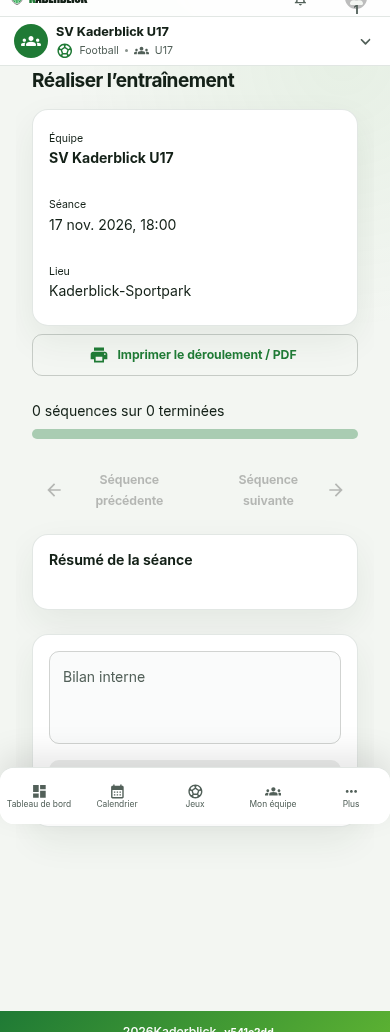 SV Kaderblick U17
Football • U17
Réaliser l'entraînement
Équipe
SV Kaderblick U17
Séance
17 nov. 2026, 18:00
Lieu
Kaderblick-Sportpark
Imprimer le déroulement / PDF
0 séquences sur 0 terminées
Séquence précédente
Séquence suivante
Résumé de la séance
Bilan interne
Tableau de bord
Calendrier
Jeux
Mon équipe
Plus
2026Kaderblick